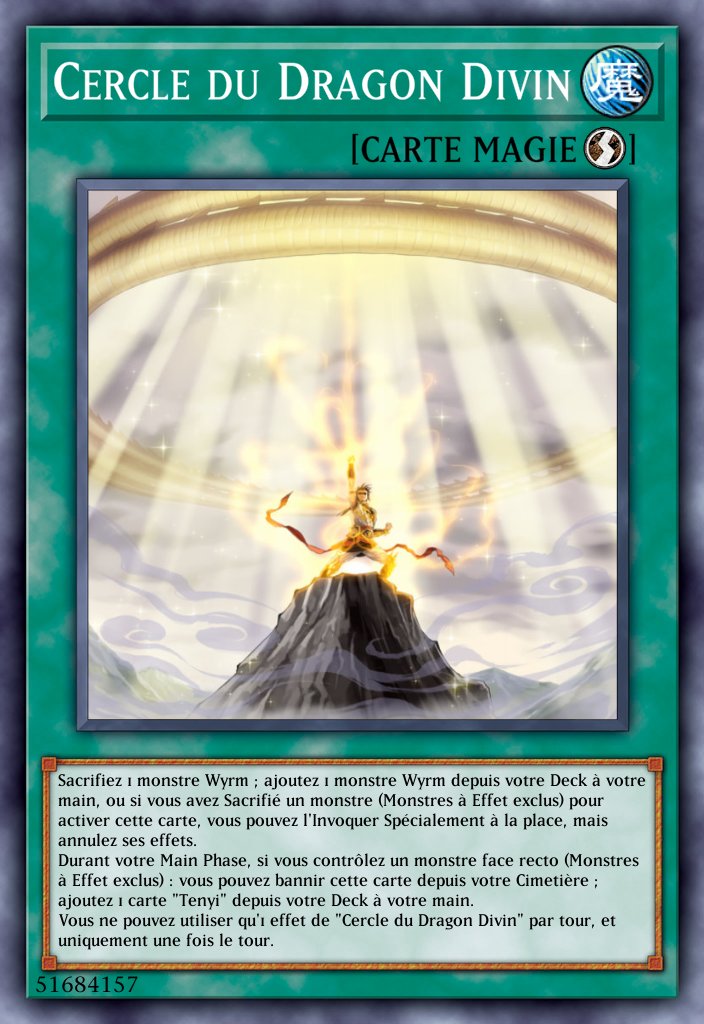 CERCLE DU DRAGON DIVIN 魔
[CARTE MAGIE]
Sacrifiez 1 monstre Wyrm ; ajoutez 1 monstre Wyrm depuis votre Deck à votre
main, ou si vous avez Sacrifié un monstre (Monstres à Effet exclus) pour
activer cette carte, vous pouvez l'Invoquer Spécialement à la place, mais
annulez ses effets.
Durant votre Main Phase, si vous contrôlez un monstre face recto (Monstres
à Effet exclus) : vous pouvez bannir cette carte depuis votre Cimetière ;
ajoutez 1 carte "Tenyi" depuis votre Deck à votre main.
Vous ne pouvez utiliser qu'1 effet de "Cercle du Dragon Divin" par tour, et
uniquement une fois le tour.
51684157